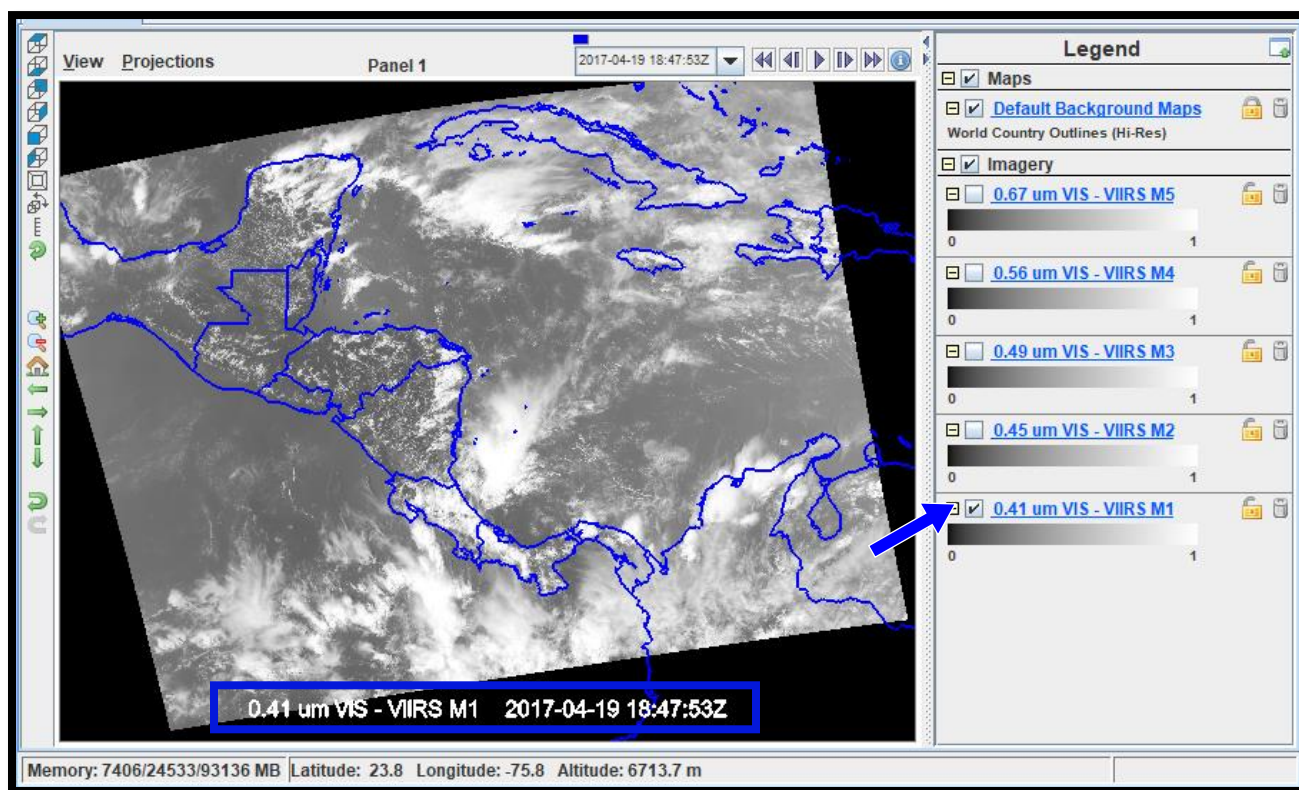 View Projections
Panel 1
2017-04-19 18:47:53Z
Legend
Maps
Default Background Maps
World Country Outlines (Hi-Res)
Imagery
0.67 um VIS - VIIRS M5
0 1
0.56 um VIS - VIIRS M4
0 1
0.49 um VIS - VIIRS M3
0 1
0.45 um VIS - VIIRS M2
0 1
0.41 um VIS - VIIRS M1
0 1
0.41 um VIS - VIIRS M1 2017-04-19 18:47:53Z
Memory: 7406/24533/93136 MB Latitude: 23.8 Longitude: -75.8 Altitude: 6713.7 m